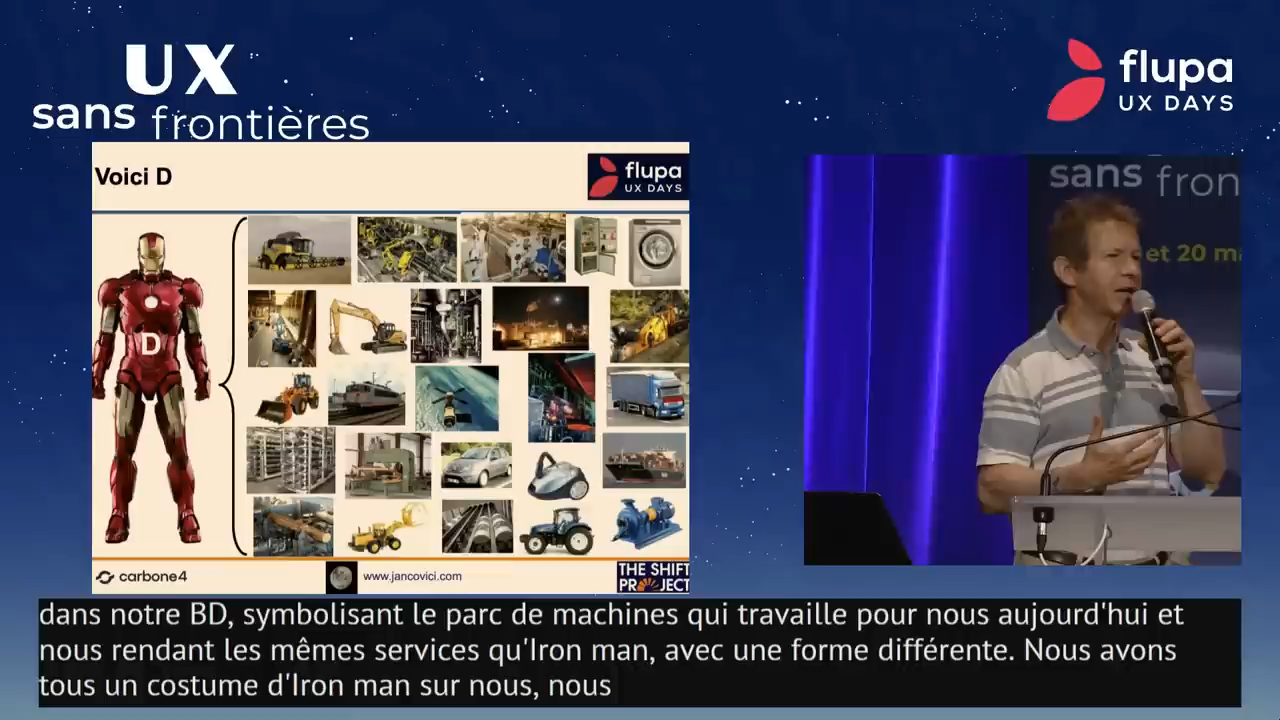 UX
sans frontières
flupa
UX DAYS
Voici D
flupa
UX DAYS
D
carbone4
www.jancovici.com
THE SHIFT
PROJECT
sans fron
et 20 ma
dans notre BD, symbolisant le parc de machines qui travaille pour nous aujourd'hui et
nous rendant les mêmes services qu'Iron man, avec une forme différente. Nous avons
tous un costume d'Iron man sur nous, nous